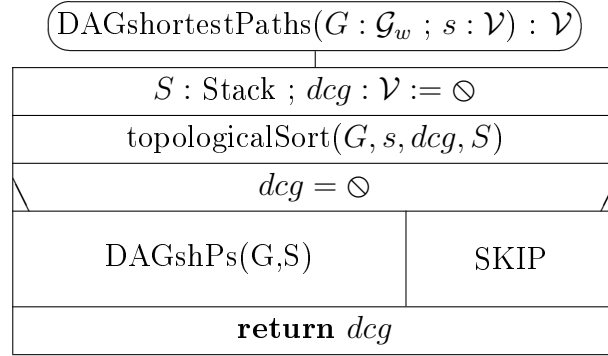 DAGshortestPaths(G : 𝒢_w ; s : 𝒱) : 𝒱
S : Stack ; dcg : 𝒱 := ⦸
topologicalSort(G, s, dcg, S)
dcg = ⦸
DAGshPs(G,S) SKIP
return dcg